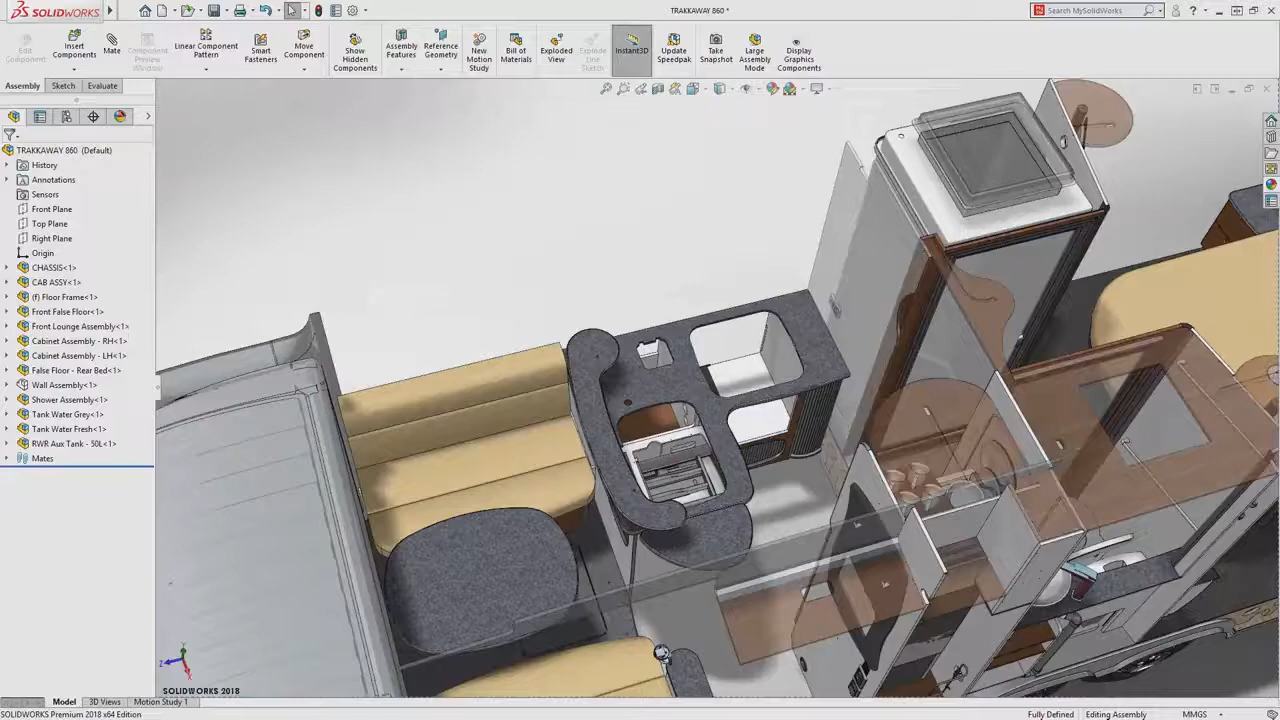 SOLIDWORKS
TRAKKAWAY 860 *
Search MySolidWorks
Edit Component
Insert Components
Mate
Component Preview Window
Linear Component Pattern
Smart Fasteners
Move Component
Show Hidden Components
Assembly Features
Reference Geometry
New Motion Study
Bill of Materials
Exploded View
Explode Line Sketch
Instant3D
Update Speedpak
Take Snapshot
Large Assembly Mode
Display Graphics Components
Assembly
Sketch
Evaluate
TRAKKAWAY 860 (Default)
History
Annotations
Sensors
Front Plane
Top Plane
Right Plane
Origin
CHASSIS<1>
CAB ASSY<1>
(f) Floor Frame<1>
Front False Floor<1>
Front Lounge Assembly<1>
Cabinet Assembly - RH<1>
Cabinet Assembly - LH<1>
False Floor - Rear Bed<1>
Wall Assembly<1>
Shower Assembly<1>
Tank Water Grey<1>
Tank Water Fresh<1>
RWR Aux Tank - 50L<1>
Mates
Y
Z
X
SOLIDWORKS 2018
Model
3D Views
Motion Study 1
SOLIDWORKS Premium 2018 x64 Edition
Fully Defined
Editing Assembly
MMGS